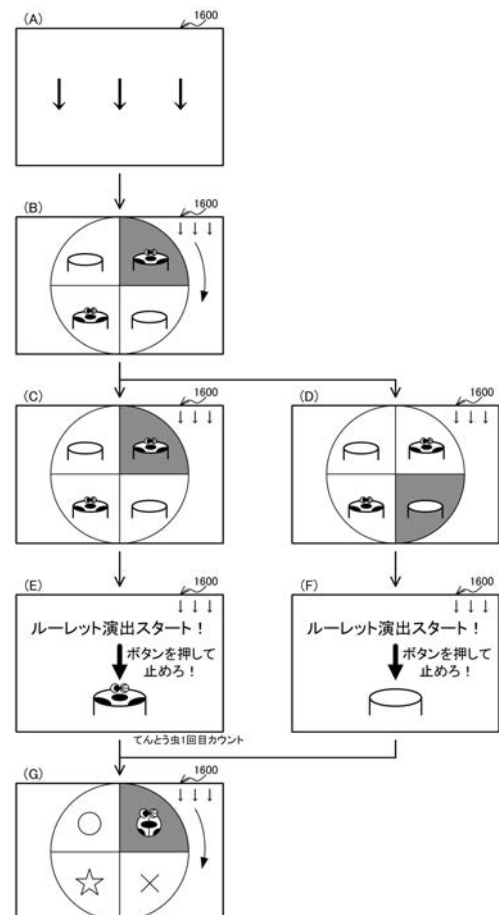 (A)
1600
(B)
1600
(C)
1600
(D)
1600
(E)
1600
ルーレット演出スタート！
ボタンを押して
止めろ！
(F)
1600
ルーレット演出スタート！
ボタンを押して
止めろ！
てんとう虫1回目カウント
(G)
1600